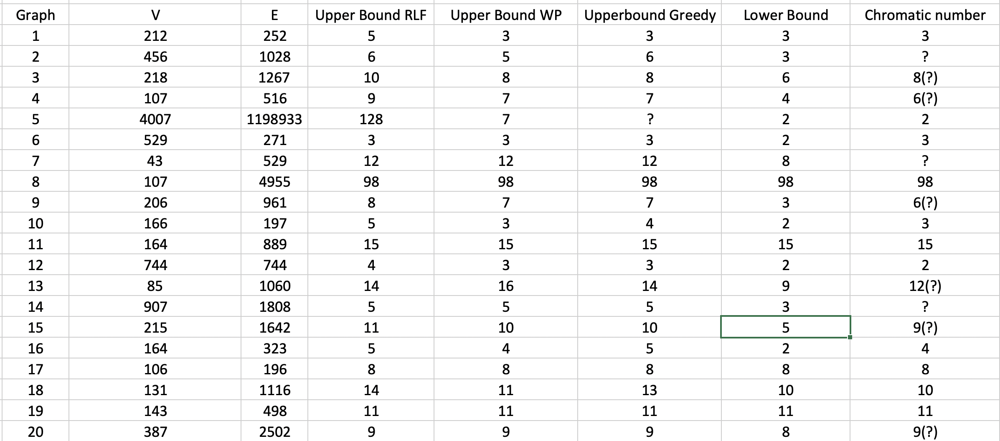 Graph V E Upper Bound RLF Upper Bound WP Upperbound Greedy Lower Bound Chromatic number
1 212 252 5 3 3 3 3
2 456 1028 6 5 6 3 ?
3 218 1267 10 8 8 6 8(?)
4 107 516 9 7 7 4 6(?)
5 4007 1198933 128 7 ? 2 2
6 529 271 3 3 3 2 3
7 43 529 12 12 12 8 ?
8 107 4955 98 98 98 98 98
9 206 961 8 7 7 3 6(?)
10 166 197 5 3 4 2 3
11 164 889 15 15 15 15 15
12 744 744 4 3 3 2 2
13 85 1060 14 16 14 9 12(?)
14 907 1808 5 5 5 3 ?
15 215 1642 11 10 10 5 9(?)
16 164 323 5 4 5 2 4
17 106 196 8 8 8 8 8
18 131 1116 14 11 13 10 10
19 143 498 11 11 11 11 11
20 387 2502 9 9 9 8 9(?)